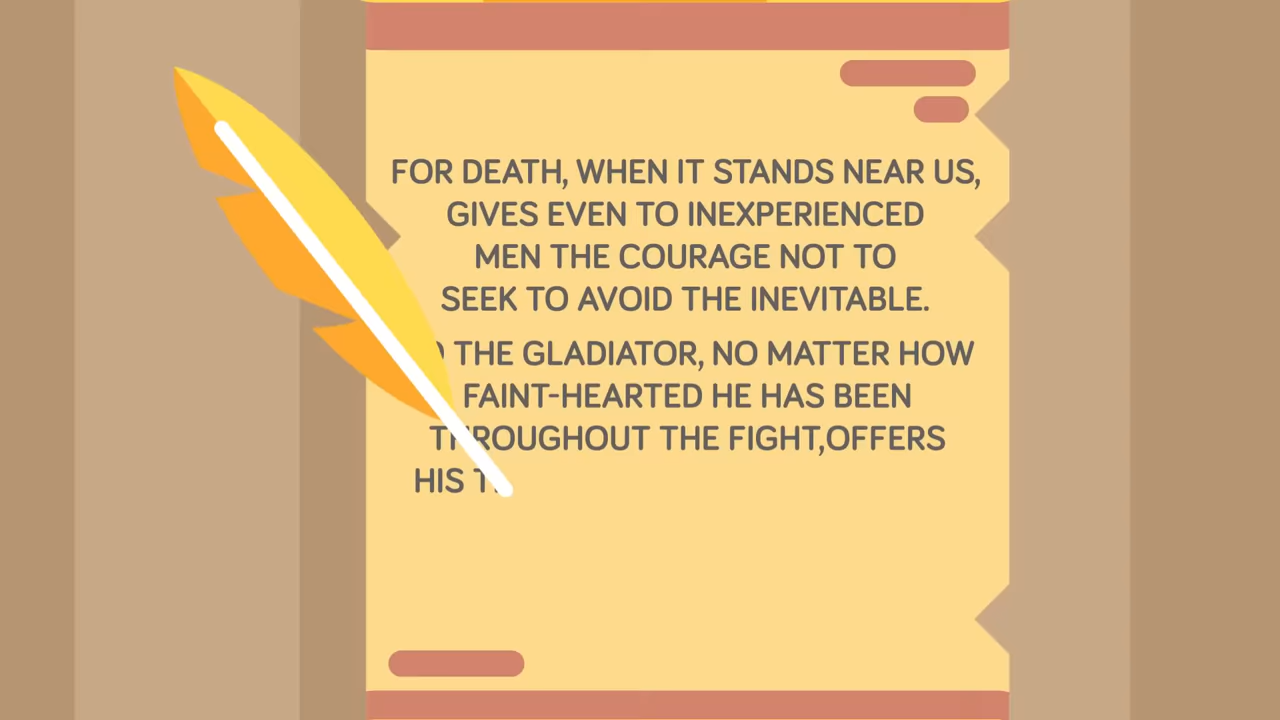 FOR DEATH, WHEN IT STANDS NEAR US,
GIVES EVEN TO INEXPERIENCED
MEN THE COURAGE NOT TO
SEEK TO AVOID THE INEVITABLE.
THE GLADIATOR, NO MATTER HOW
FAINT-HEARTED HE HAS BEEN
THROUGHOUT THE FIGHT,OFFERS
HIS